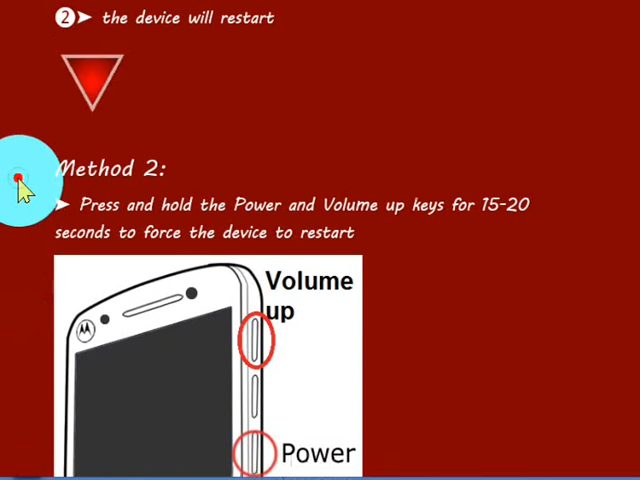 ❷➤ the device will restart
Method 2:
➤ Press and hold the Power and Volume up keys for 15-20
seconds to force the device to restart
Volume
up
Power